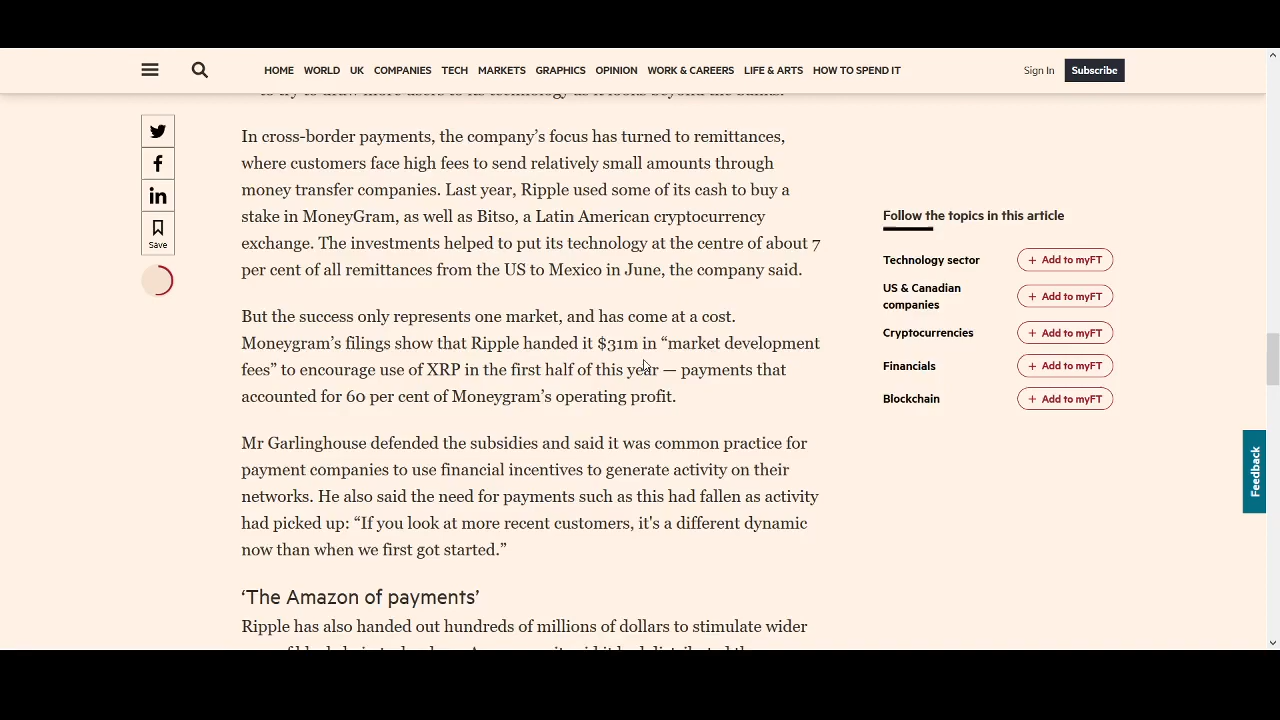 HOME WORLD UK COMPANIES TECH MARKETS GRAPHICS OPINION WORK & CAREERS LIFE & ARTS HOW TO SPEND IT Sign In Subscribe
In cross-border payments, the company’s focus has turned to remittances,
where customers face high fees to send relatively small amounts through
money transfer companies. Last year, Ripple used some of its cash to buy a
stake in MoneyGram, as well as Bitso, a Latin American cryptocurrency
exchange. The investments helped to put its technology at the centre of about 7
per cent of all remittances from the US to Mexico in June, the company said.
But the success only represents one market, and has come at a cost.
Moneygram’s filings show that Ripple handed it $31m in “market development
fees” to encourage use of XRP in the first half of this year — payments that
accounted for 60 per cent of Moneygram’s operating profit.
Mr Garlinghouse defended the subsidies and said it was common practice for
payment companies to use financial incentives to generate activity on their
networks. He also said the need for payments such as this had fallen as activity
had picked up: “If you look at more recent customers, it's a different dynamic
now than when we first got started.”
‘The Amazon of payments’
Ripple has also handed out hundreds of millions of dollars to stimulate wider
Save
Follow the topics in this article
Technology sector + Add to myFT
US & Canadian
companies + Add to myFT
Cryptocurrencies + Add to myFT
Financials + Add to myFT
Blockchain + Add to myFT
Feedback